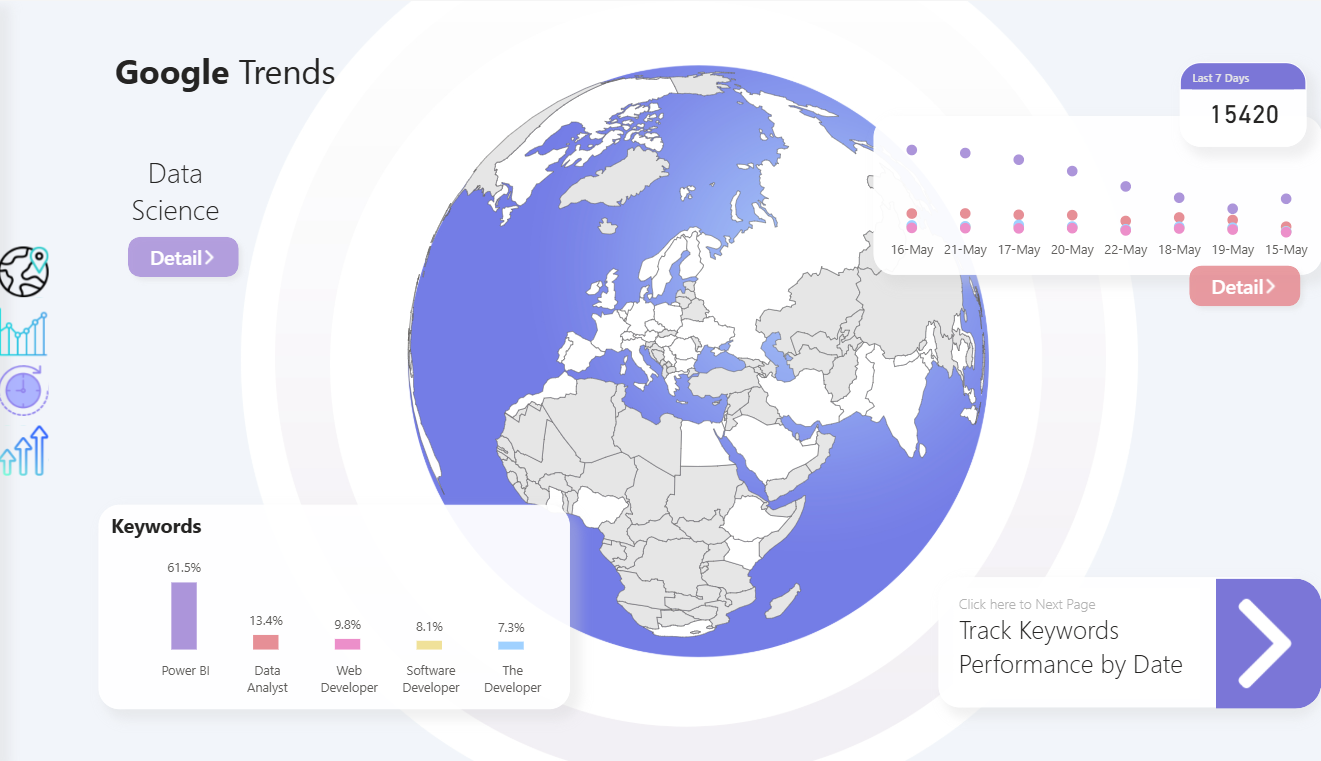 Google Trends
Data
Science
Detail
Last 7 Days
15420
16-May 21-May 17-May 20-May 22-May 18-May 19-May 15-May
Detail
Keywords
61.5%
13.4%
9.8%
8.1%
7.3%
Power BI
Data
Analyst
Web
Developer
Software
Developer
The
Developer
Click here to Next Page
Track Keywords
Performance by Date